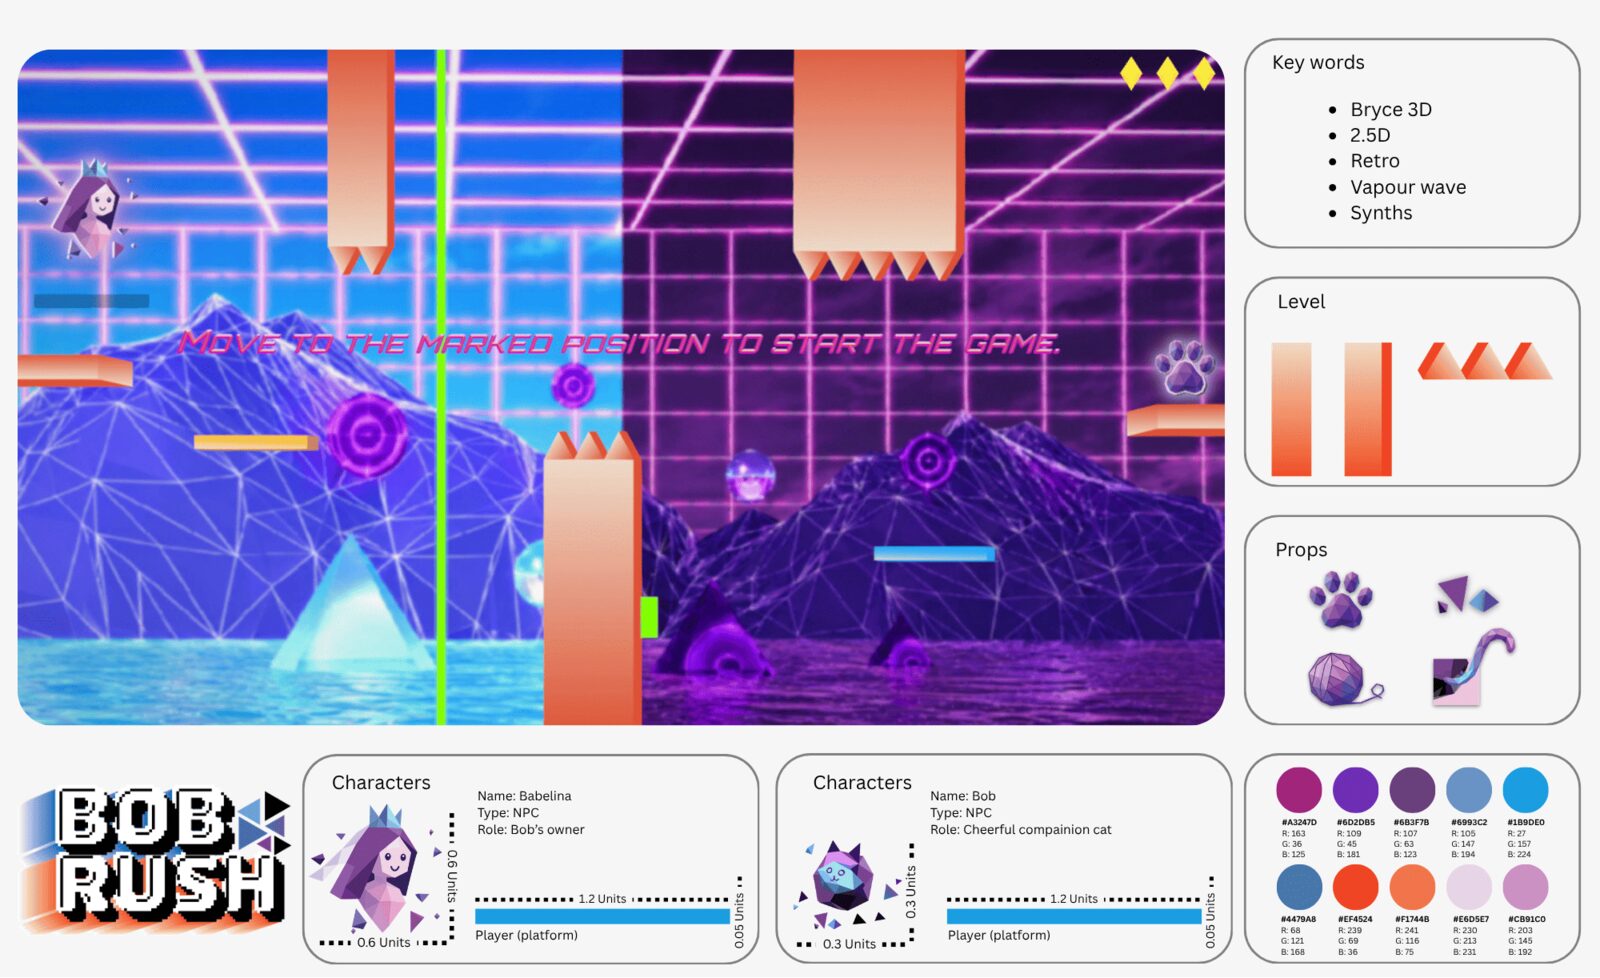 MOVE TO THE MARKED POSITION TO START THE GAME.
Key words
Bryce 3D
2.5D
Retro
Vapour wave
Synths
Level
Props
BOB
RUSH
Characters
Name: Babelina
Type: NPC
Role: Bob's owner
0.6 Units
0.6 Units
1.2 Units
0.05 Units
Player (platform)
Characters
Name: Bob
Type: NPC
Role: Cheerful compainion cat
0.3 Units
0.3 Units
1.2 Units
0.05 Units
Player (platform)
#A3247D #6D2DB5 #6B3F7B #6993C2 #1B9DE0
R: 163 R: 109 R: 107 R: 105 R: 27
G: 36 G: 45 G: 63 G: 147 G: 157
B: 125 B: 181 B: 123 B: 194 B: 224
#4479A8 #EF4524 #F1744B #E6D5E7 #CB91C0
R: 68 R: 239 R: 241 R: 230 R: 203
G: 121 G: 69 G: 116 G: 213 G: 145
B: 168 B: 36 B: 75 B: 231 B: 192